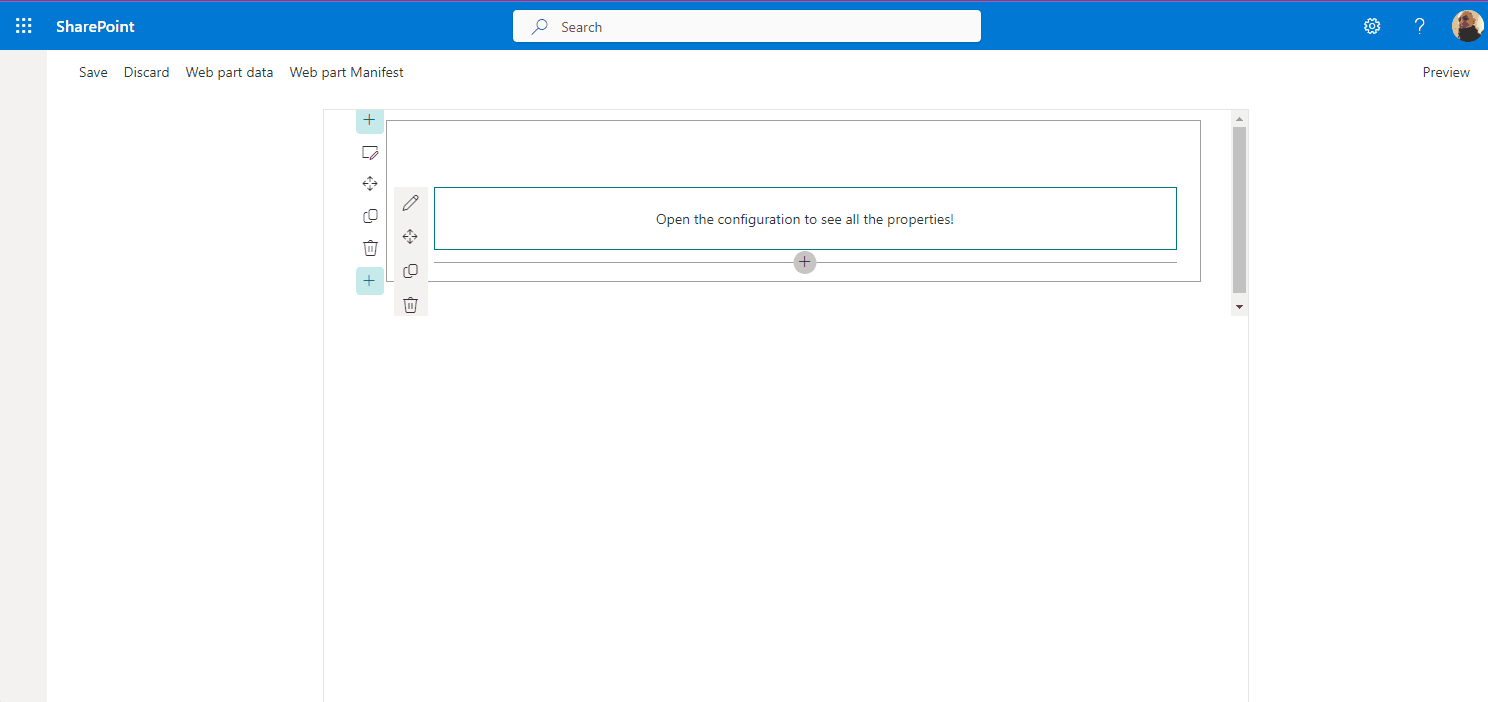 SharePoint
Search
?
Save Discard Web part data Web part Manifest Preview
Open the configuration to see all the properties!